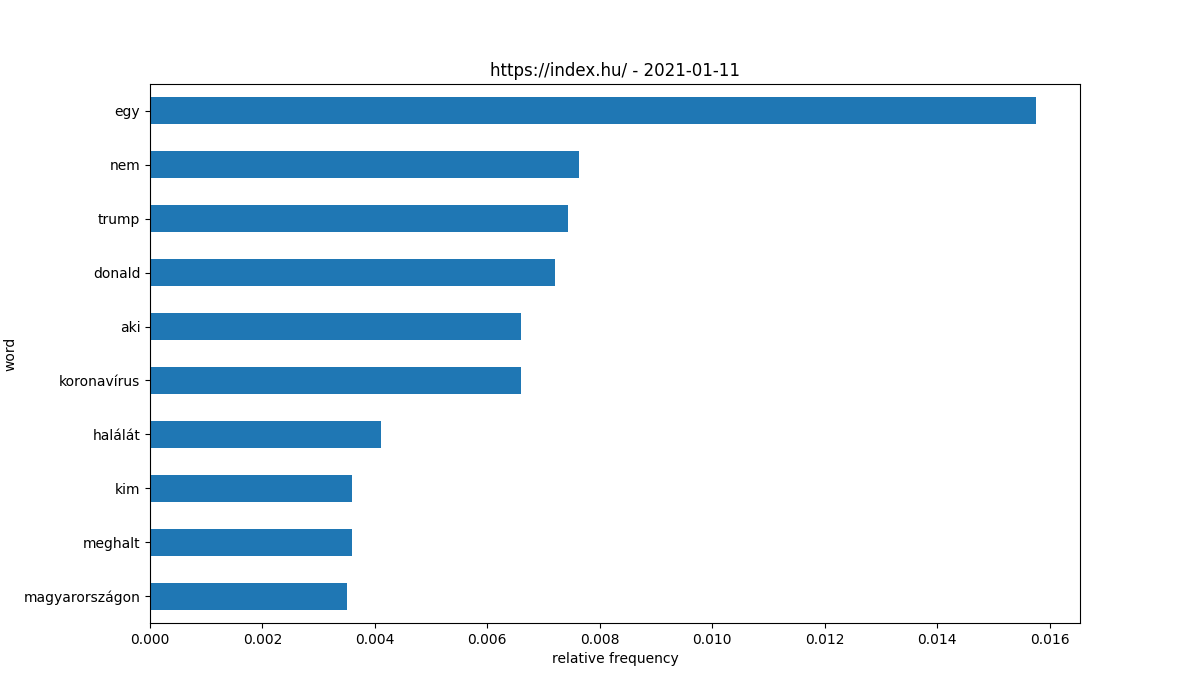 https://index.hu/ - 2021-01-11
egy
nem
trump
donald
aki
koronavírus
halálát
kim
meghalt
magyarországon
word
0.000 0.002 0.004 0.006 0.008 0.010 0.012 0.014 0.016
relative frequency